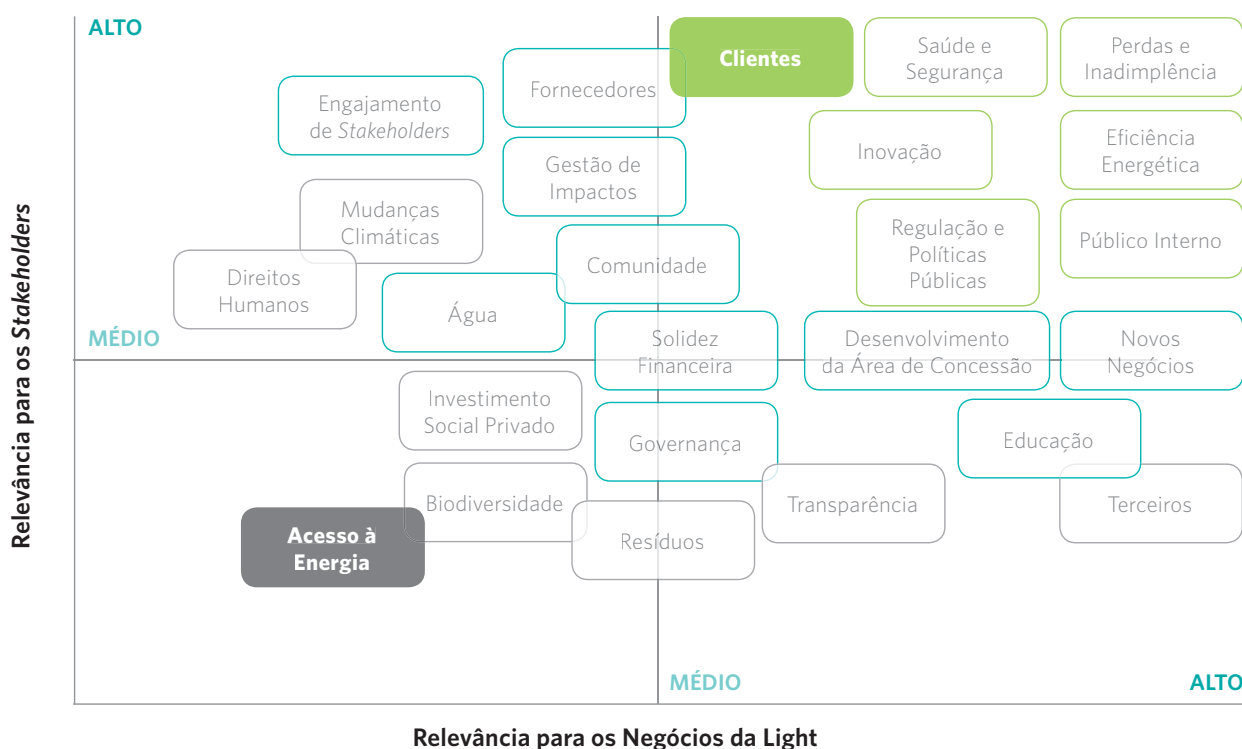 ALTO
Clientes
Saúde e
Segurança
Perdas e
Inadimplência
Fornecedores
Engajamento
de Stakeholders
Inovação
Eficiência
Energética
Gestão de
Impactos
Mudanças
Climáticas
Regulação e
Políticas
Públicas
Público Interno
Comunidade
Direitos
Humanos
Água
MÉDIO
Solidez
Financeira
Desenvolvimento
da Área de Concessão
Novos
Negócios
Investimento
Social Privado
Governança
Educação
Biodiversidade
Transparência
Terceiros
Acesso à
Energia
Resíduos
MÉDIO
ALTO
Relevância para os Stakeholders
Relevância para os Negócios da Light